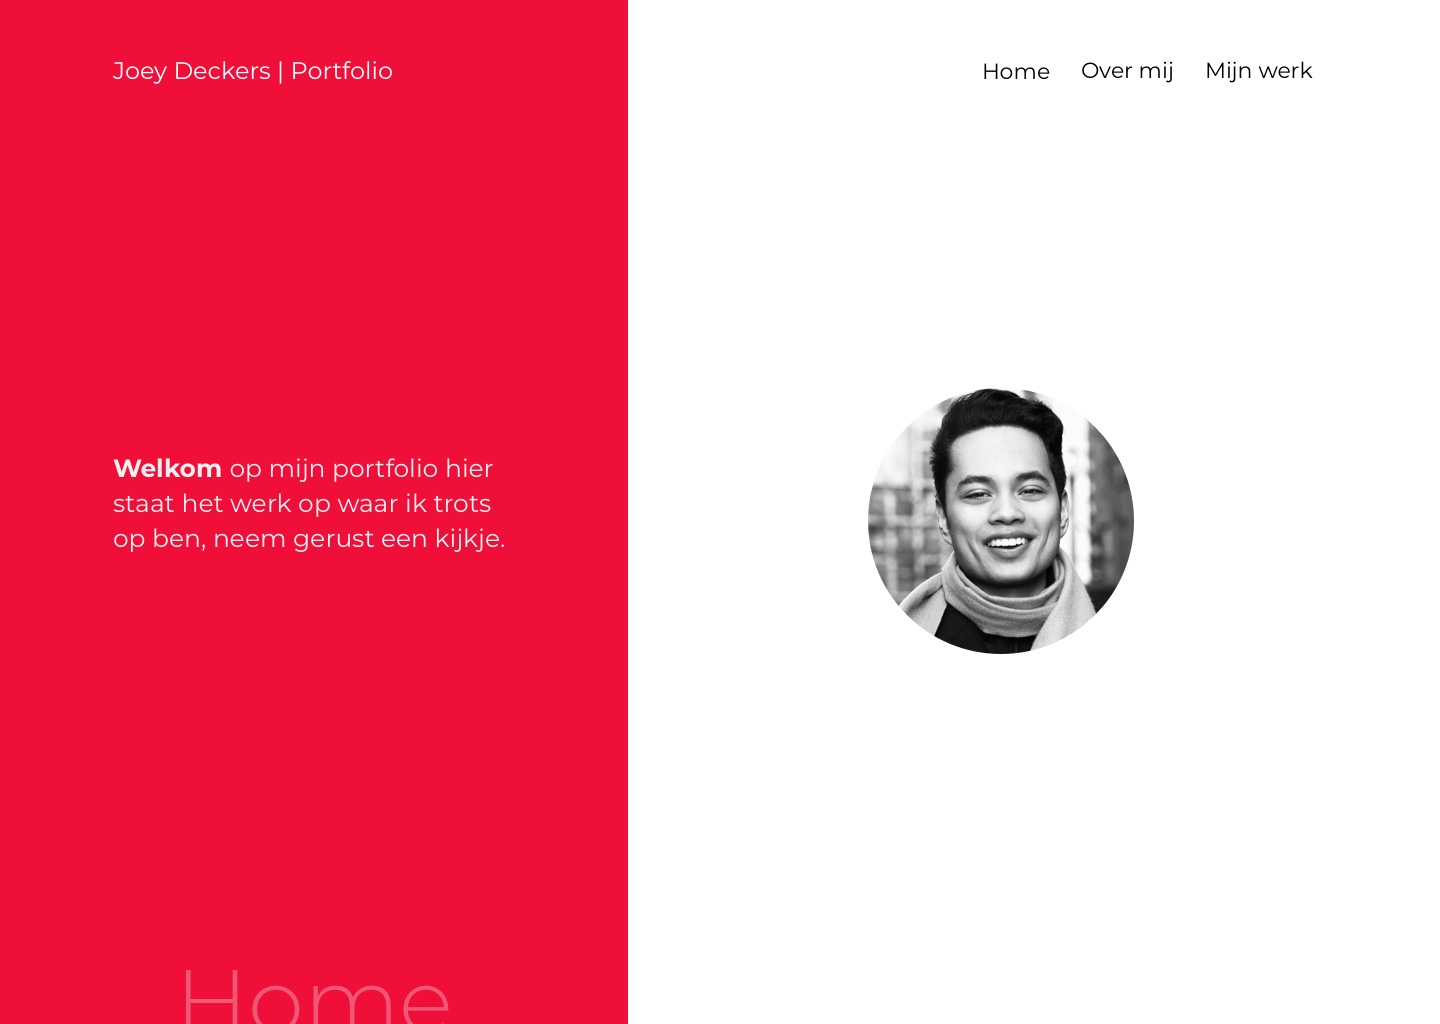 Joey Deckers | Portfolio
Home Over mij Mijn werk
Welkom op mijn portfolio hier
staat het werk op waar ik trots
op ben, neem gerust een kijkje.
Home